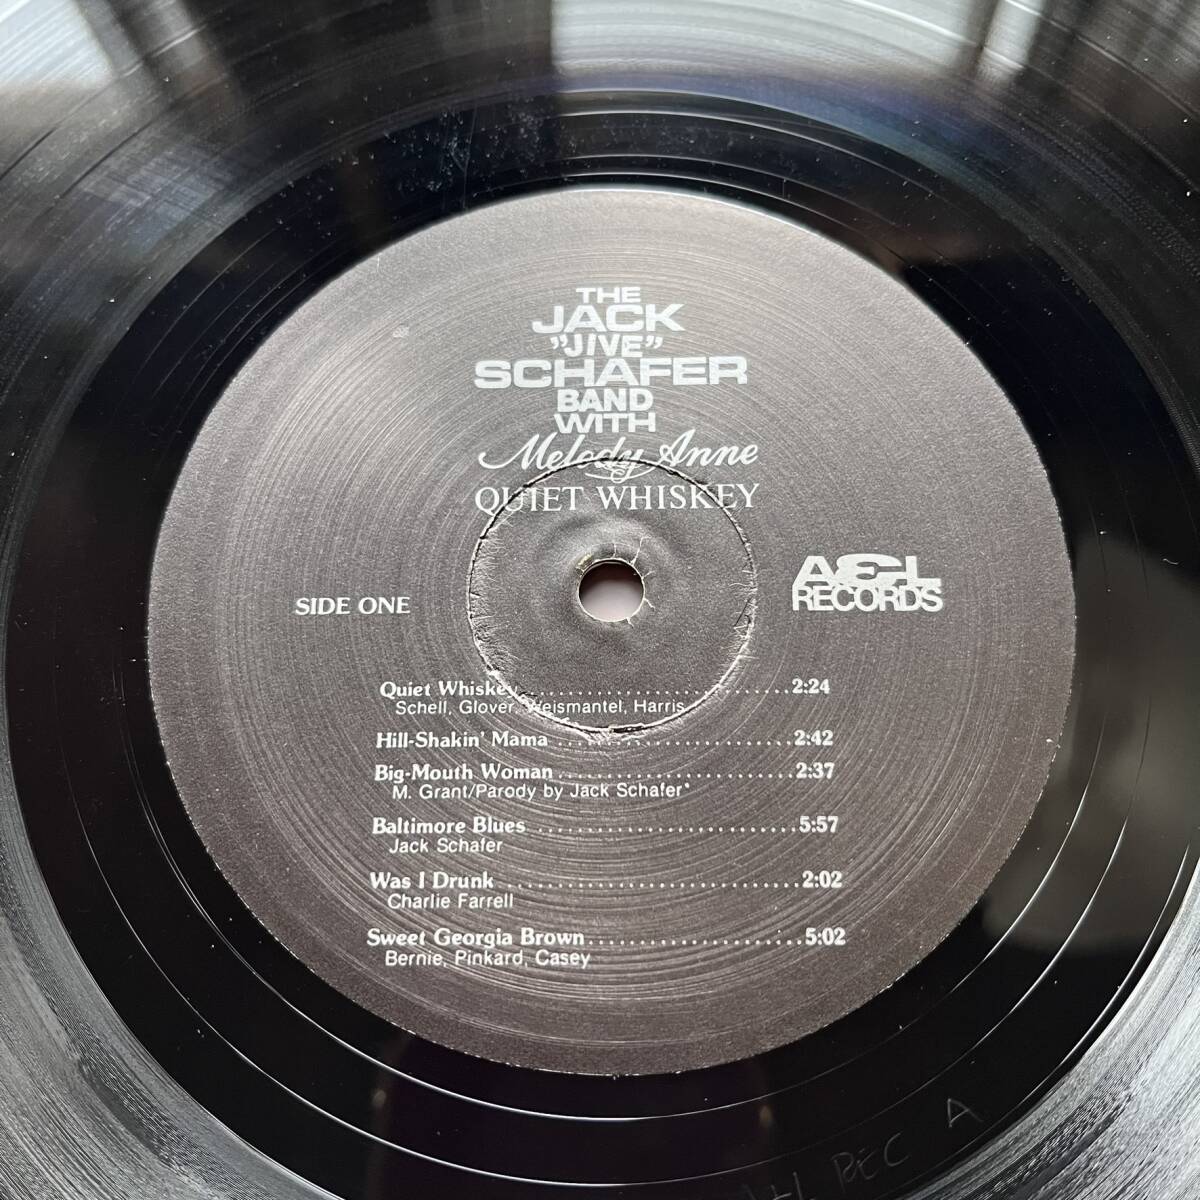 THE
JACK
"JIVE"
SCHAFER
BAND
WITH
Melody Anne
QUIET WHISKEY
A&L
RECORDS
SIDE ONE
Quiet Whiskey 2:24
Schell, Glover, Weismantel, Harris
Hill-Shakin' Mama 2:42
Big-Mouth Woman 2:37
M. Grant/Parody by Jack Schafer*
Baltimore Blues 5:57
Jack Schafer
Was I Drunk 2:02
Charlie Farrell
Sweet Georgia Brown 5:02
Bernie, Pinkard, Casey
REC A